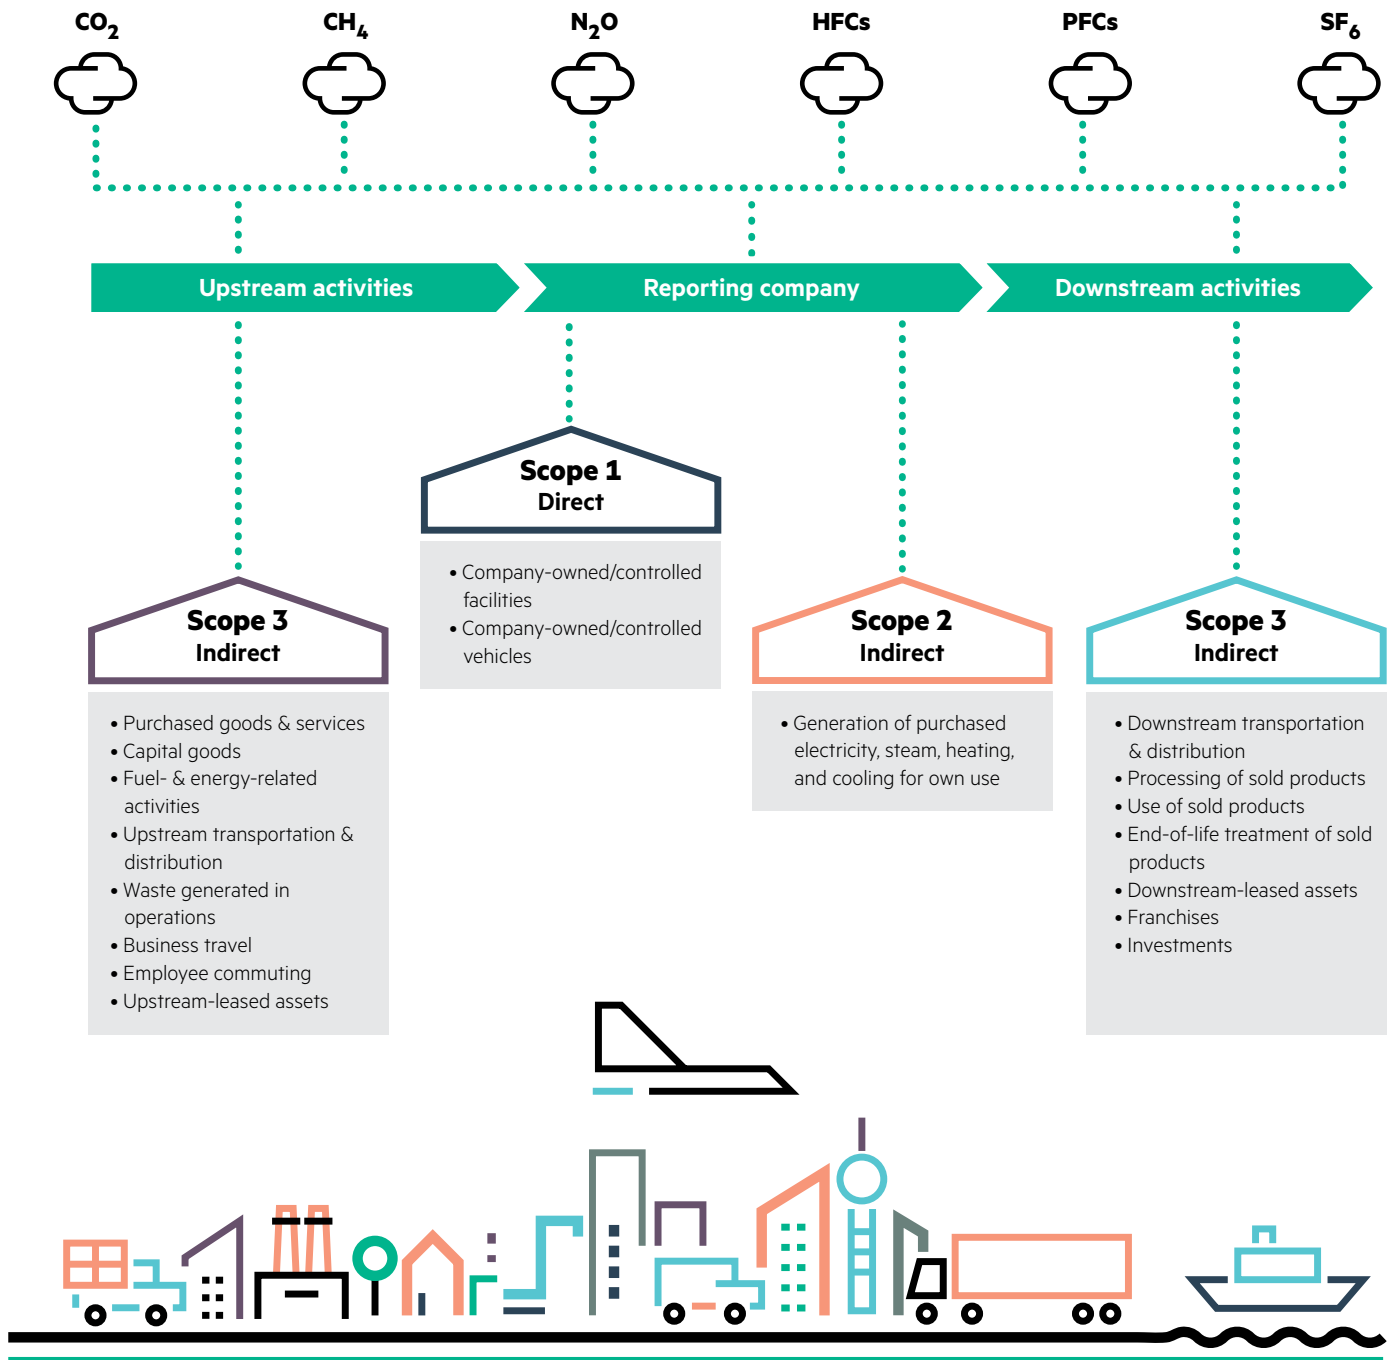 CO2
CH4
N2O
HFCs
PFCs
SF6
Upstream activities
Reporting company
Downstream activities
Scope 1
Direct
• Company-owned/controlled
facilities
• Company-owned/controlled
vehicles
Scope 3
Indirect
• Purchased goods & services
• Capital goods
• Fuel- & energy-related
activities
• Upstream transportation &
distribution
• Waste generated in
operations
• Business travel
• Employee commuting
• Upstream-leased assets
Scope 2
Indirect
• Generation of purchased
electricity, steam, heating,
and cooling for own use
Scope 3
Indirect
• Downstream transportation
& distribution
• Processing of sold products
• Use of sold products
• End-of-life treatment of sold
products
• Downstream-leased assets
• Franchises
• Investments